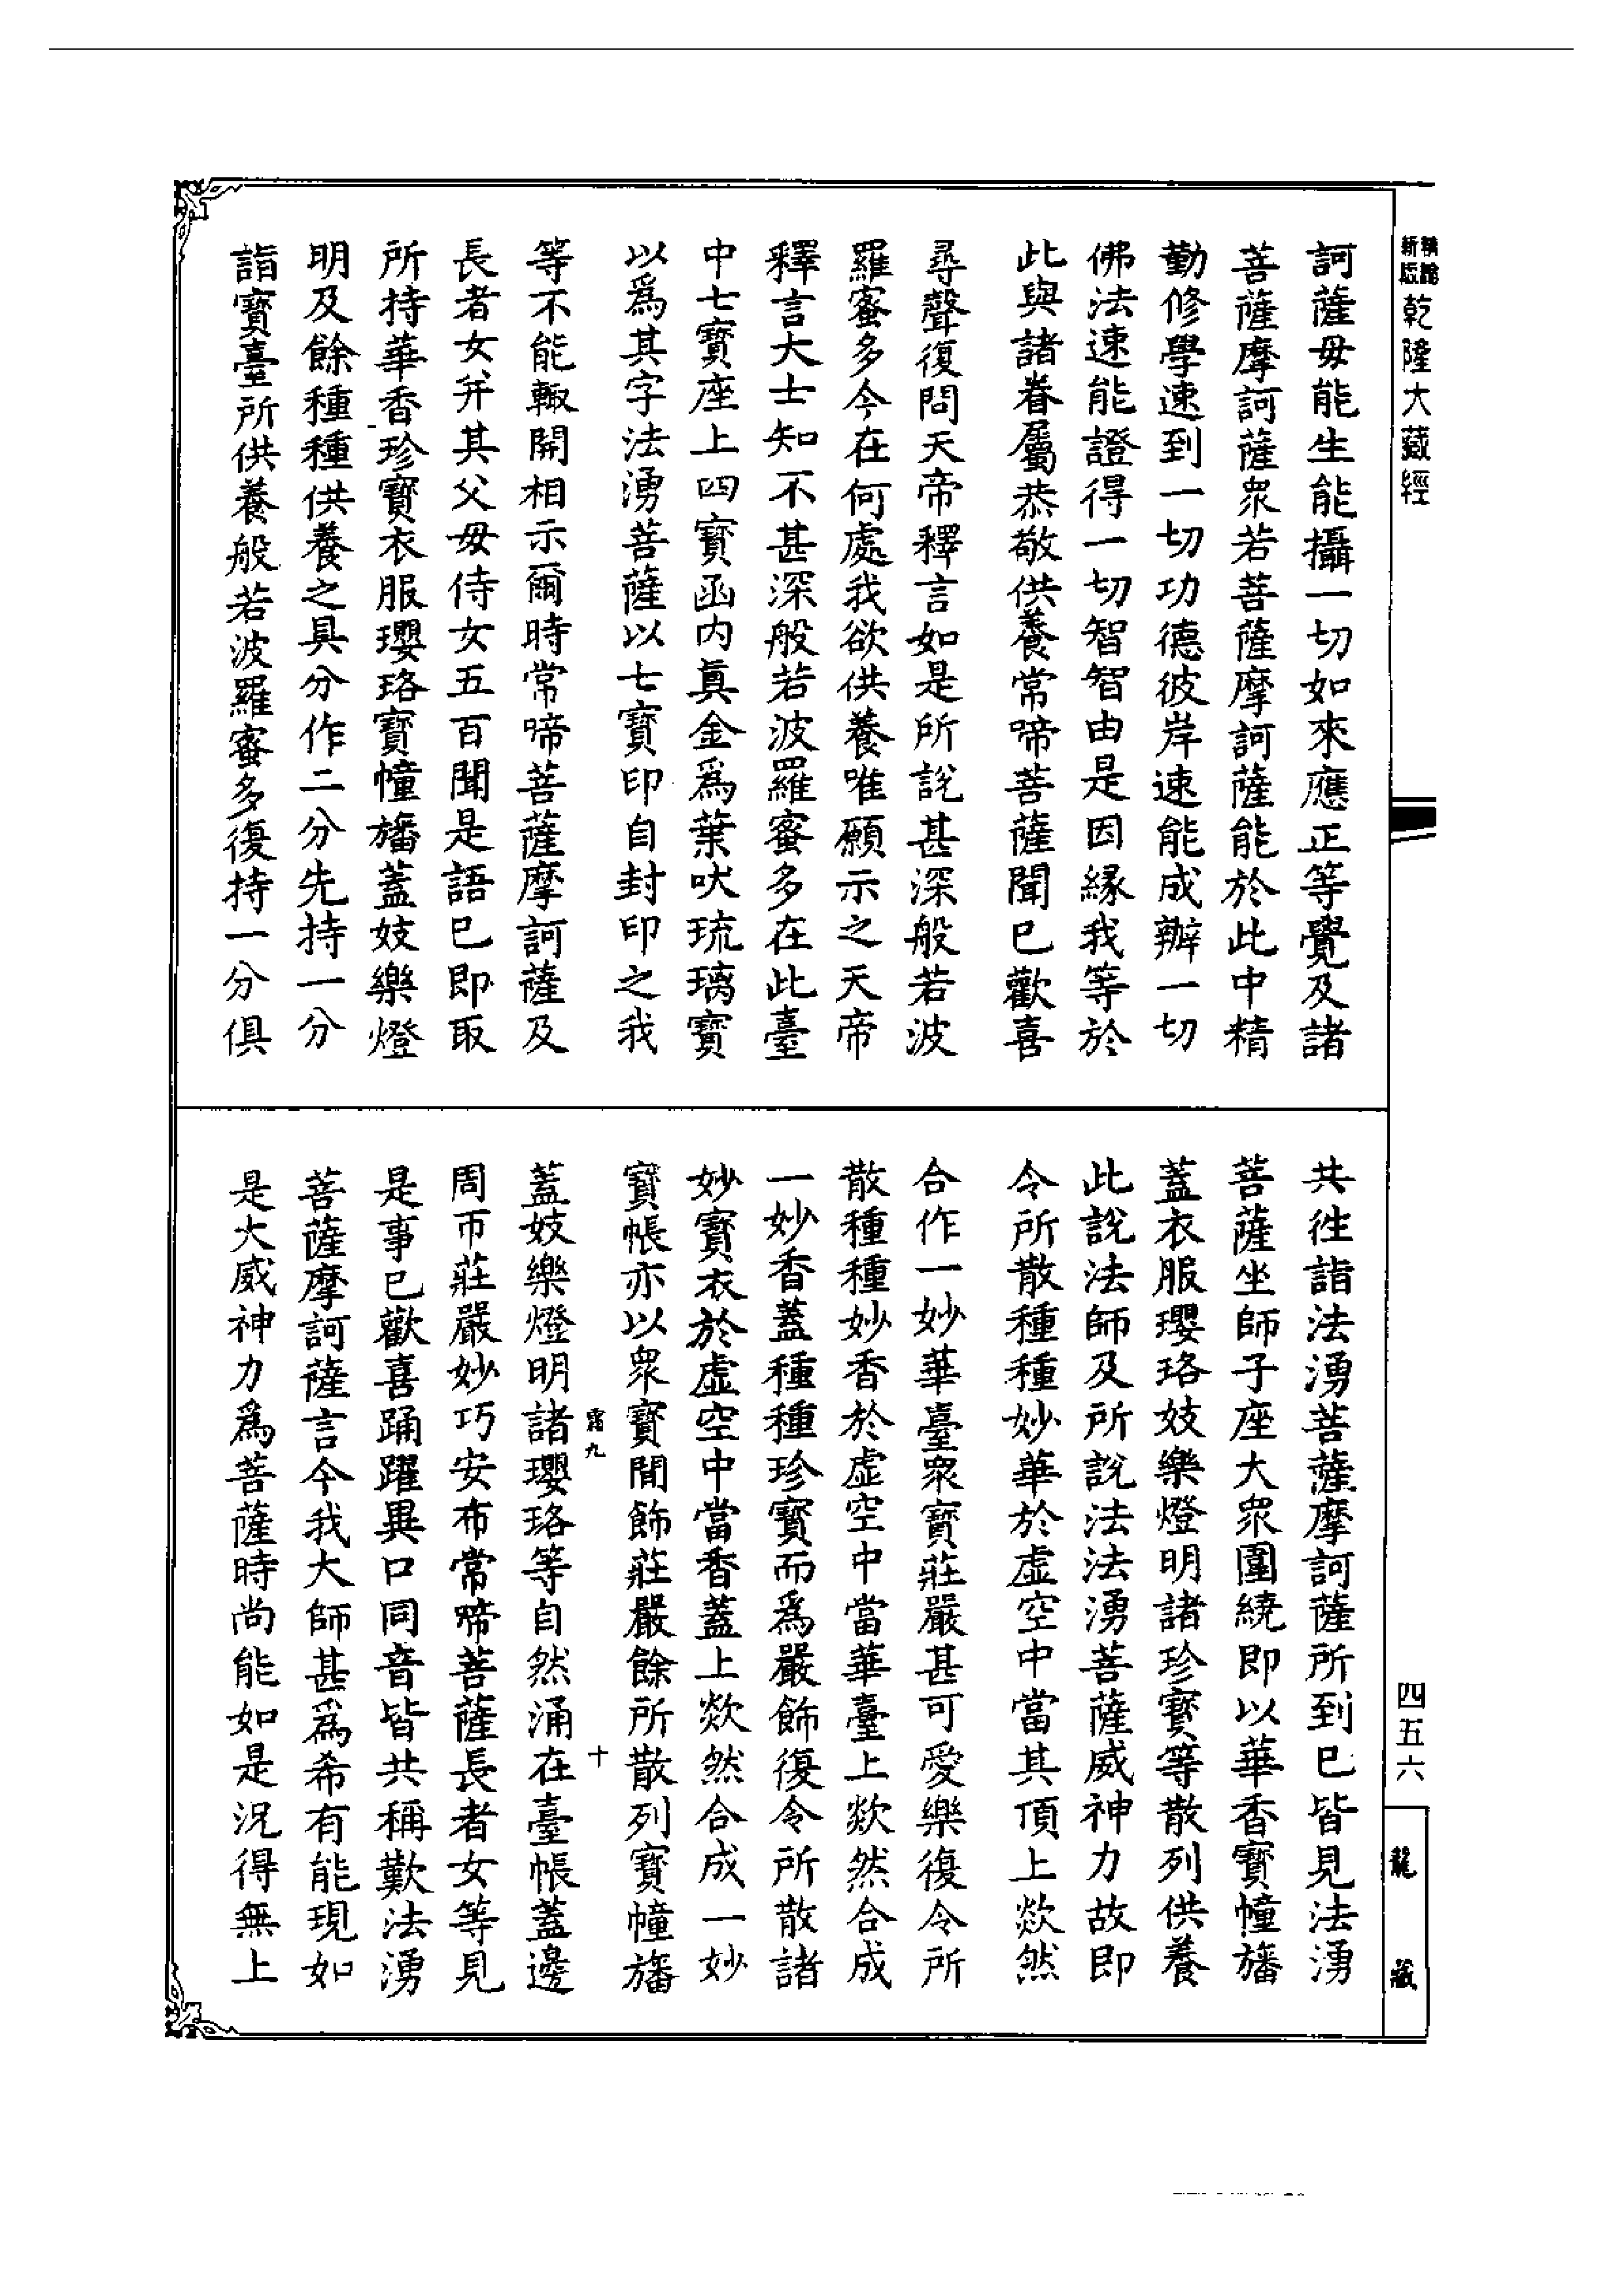 乾隆大藏經
訶薩毋能生能攝一切如來應正等覺及諸
菩薩摩訶薩衆若菩薩摩訶薩能於此中精
勤修學速到一切功德彼岸速能成辦一切
佛法速能證得一切智智由是因緣我等於
此與諸眷屬恭敬供養常啼菩薩聞已歡喜
尋聲復問天帝釋言如是所說甚深般若波
羅蜜多今在何處我欲供養唯願示之天帝
釋言大士知不甚深般若波羅蜜多在此臺
中七寶座上四寶函内真金爲葉吠琉璃寶
以爲其字法湧菩薩以七寶印自封印之我
等不能輙開相示爾時常啼菩薩摩訶薩及
長者女并其父毋侍女五百聞是語已即取
所持華香珍寶衣服瓔珞寶幢旛蓋妓樂燈
明及餘種種供養之具分作二分先持一分
詣寶臺所供養般若波羅蜜多復持一分俱
共往詣法湧菩薩摩訶薩所到已皆見法湧
菩薩坐師子座大衆圍繞即以華香寶幢旛
蓋衣服瓔珞妓樂燈明諸珍寶等散列供養
此說法師及所說法法湧菩薩威神力故即
令所散種種妙華於虛空中當其頂上欻然
合作一妙華臺衆寶莊嚴甚可愛樂復令所
散種種妙香於虛空中當華臺上欻然合成
一妙香蓋種種珍寶而爲嚴飾復令所散諸
妙寶衣於虛空中當香蓋上欻然合成一妙
寶帳亦以衆寶間飾莊嚴餘所散列寶幢旛
霜九 十
蓋妓樂燈明諸瓔珞等自然涌在臺帳蓋邊
周帀莊嚴妙巧安布常啼菩薩長者女等見
是事已歡喜踊躍異口同音皆共稱歎法湧
菩薩摩訶薩言今我大師甚爲希有能現如
是大威神力爲菩薩時尚能如是況得無上
四五六
龍藏